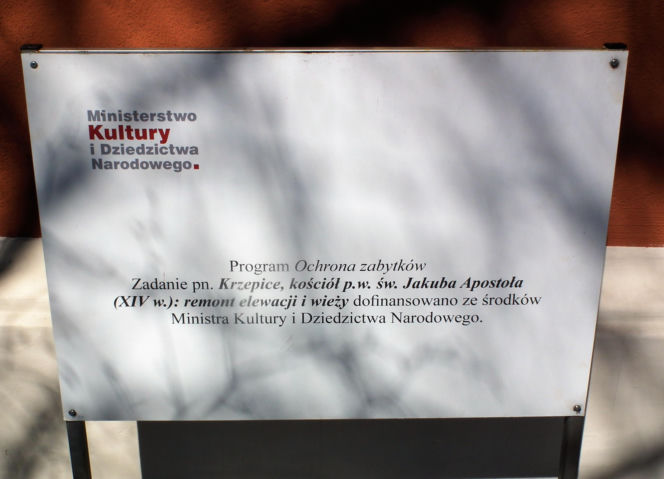 Ministerstwo
Kultury
i Dziedzictwa
Narodowego.
Program Ochrona zabytków
Zadanie pn. Krzepice, kościół p.w. św. Jakuba Apostoła
(XIV w.): remont elewacji i wieży dofinansowano ze środków
Ministra Kultury i Dziedzictwa Narodowego.